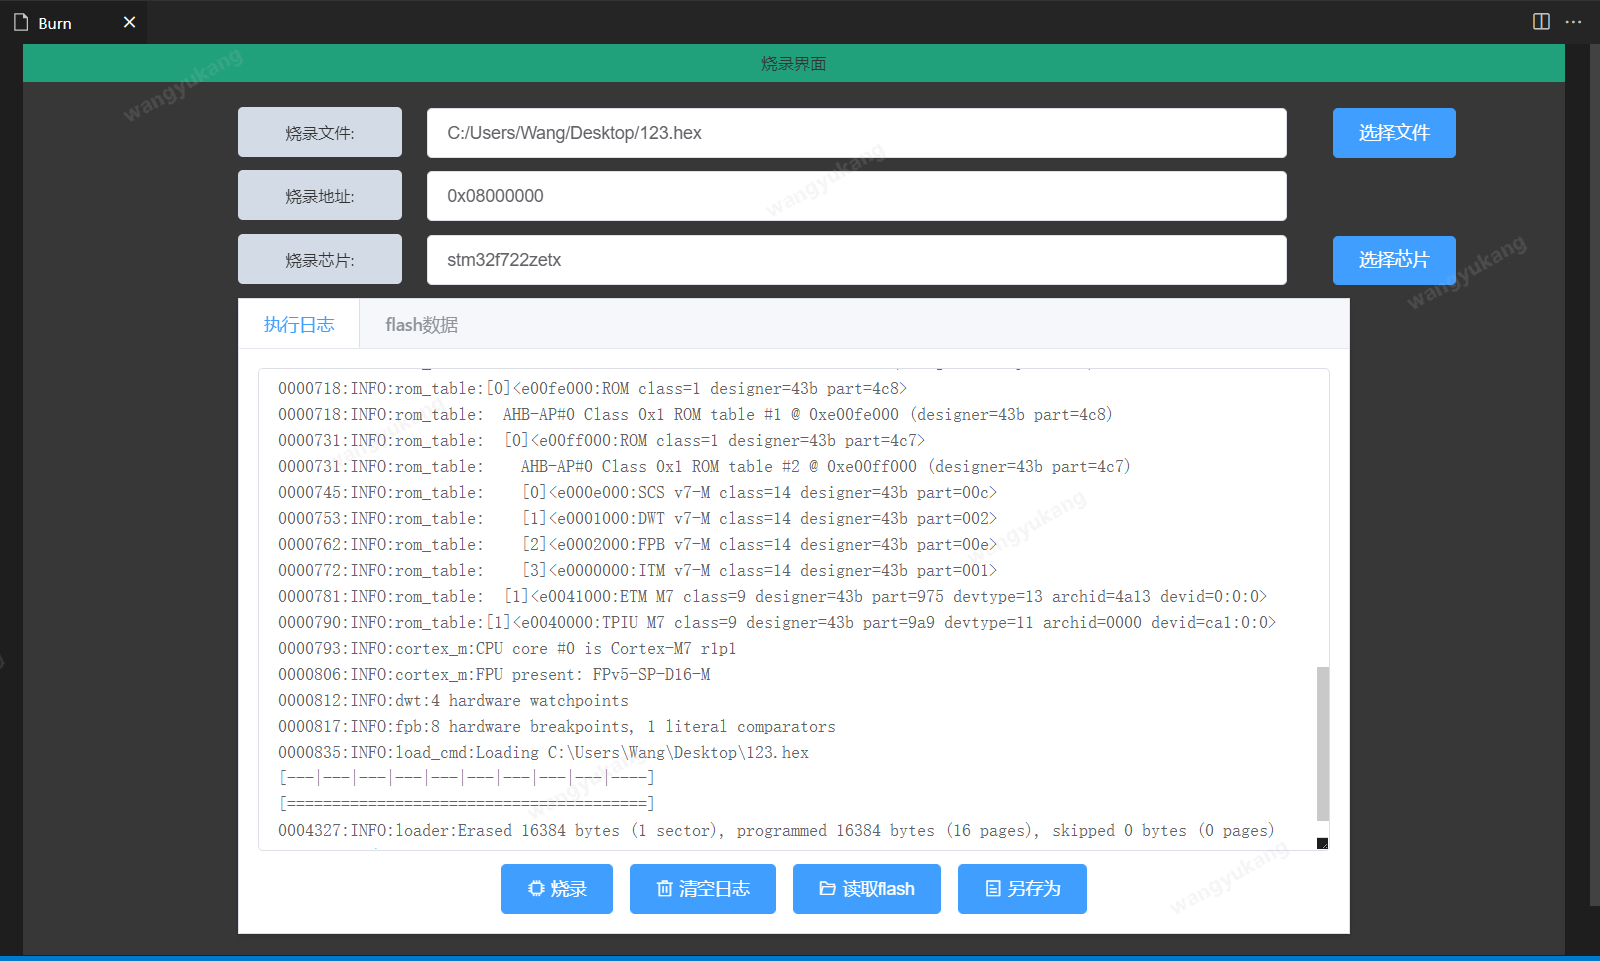 Burn
烧录界面
烧录文件:
C:/Users/Wang/Desktop/123.hex
选择文件
烧录地址:
0x08000000
烧录芯片:
stm32f722zetx
选择芯片
执行日志
flash数据
0000718:INFO:rom_table:[0]<e00fe000:ROM class=1 designer=43b part=4c8>
0000718:INFO:rom_table:  AHB-AP#0 Class 0x1 ROM table #1 @ 0xe00fe000 (designer=43b part=4c8)
0000731:INFO:rom_table:  [0]<e00ff000:ROM class=1 designer=43b part=4c7>
0000731:INFO:rom_table:    AHB-AP#0 Class 0x1 ROM table #2 @ 0xe00ff000 (designer=43b part=4c7)
0000745:INFO:rom_table:    [0]<e000e000:SCS v7-M class=14 designer=43b part=00c>
0000753:INFO:rom_table:    [1]<e0001000:DWT v7-M class=14 designer=43b part=002>
0000762:INFO:rom_table:    [2]<e0002000:FPB v7-M class=14 designer=43b part=00e>
0000772:INFO:rom_table:    [3]<e0000000:ITM v7-M class=14 designer=43b part=001>
0000781:INFO:rom_table:  [1]<e0041000:ETM M7 class=9 designer=43b part=975 devtype=13 archid=4a13 devid=0:0:0>
0000790:INFO:rom_table:[1]<e0040000:TPIU M7 class=9 designer=43b part=9a9 devtype=11 archid=0000 devid=ca1:0:0>
0000793:INFO:cortex_m:CPU core #0 is Cortex-M7 r1p1
0000806:INFO:cortex_m:FPU present: FPv5-SP-D16-M
0000812:INFO:dwt:4 hardware watchpoints
0000817:INFO:fpb:8 hardware breakpoints, 1 literal comparators
0000835:INFO:load_cmd:Loading C:\Users\Wang\Desktop\123.hex
[---|---|---|---|---|---|---|---|---|----]
[========================================]
0004327:INFO:loader:Erased 16384 bytes (1 sector), programmed 16384 bytes (16 pages), skipped 0 bytes (0 pages)
烧录
清空日志
读取flash
另存为
wangyukang
wangyukang
wangyukang
wangyukang
wangyukang
wangyukang
wangyukang